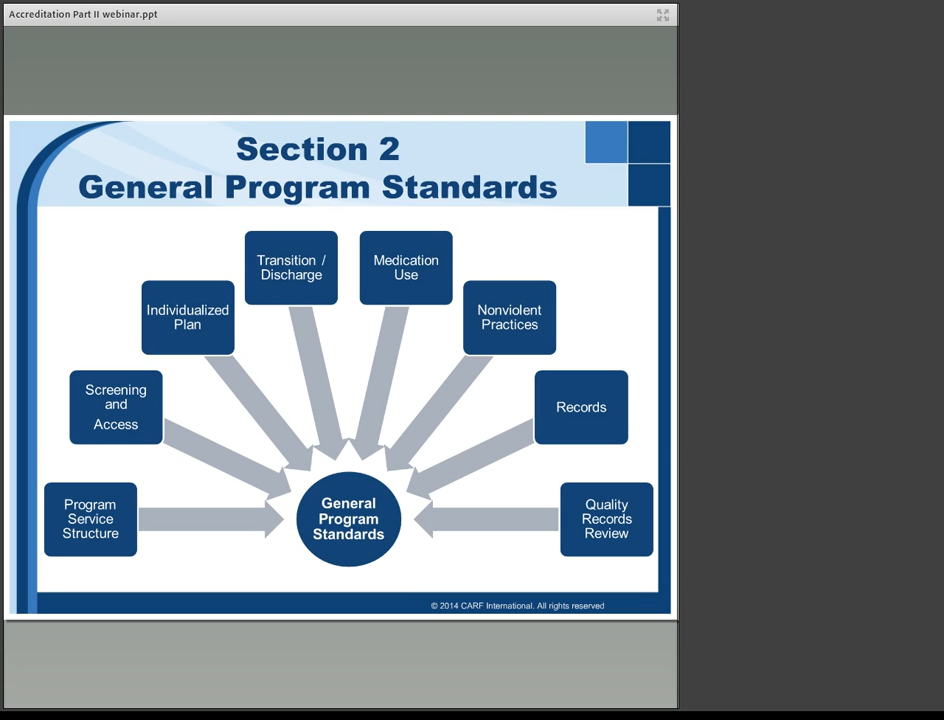 Accreditation Part II webinar.ppt
Section 2
General Program Standards
Transition /
Discharge
Medication
Use
Individualized
Plan
Nonviolent
Practices
Screening
and
Access
Records
Program
Service
Structure
General
Program
Standards
Quality
Records
Review
© 2014 CARF International. All rights reserved